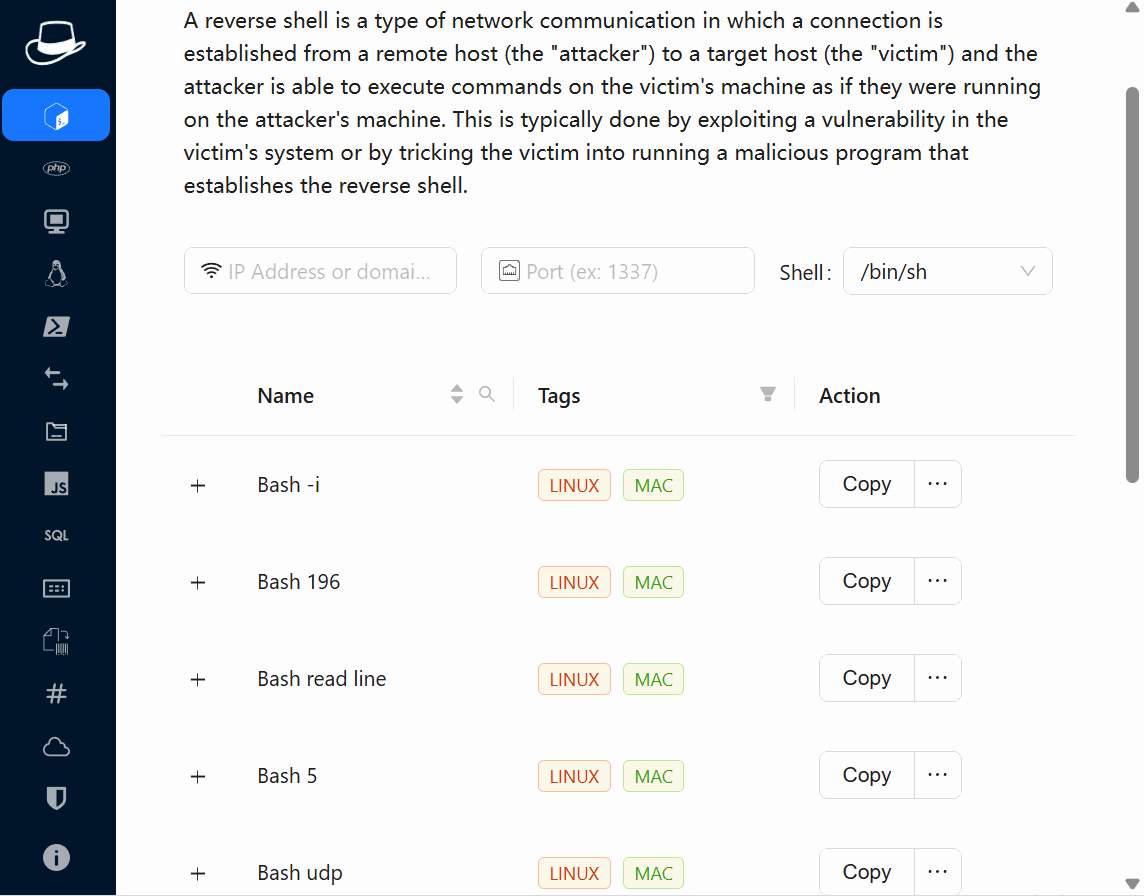 A reverse shell is a type of network communication in which a connection is
established from a remote host (the "attacker") to a target host (the "victim") and the
attacker is able to execute commands on the victim's machine as if they were running
on the attacker's machine. This is typically done by exploiting a vulnerability in the
victim's system or by tricking the victim into running a malicious program that
establishes the reverse shell.
php
IP Address or domai... Port (ex: 1337) Shell: /bin/sh
Name Tags Action
JS
SQL
Bash -i LINUX MAC Copy ···
Bash 196 LINUX MAC Copy ···
Bash read line LINUX MAC Copy ···
#
Bash 5 LINUX MAC Copy ···
Bash udp LINUX MAC Copy ···